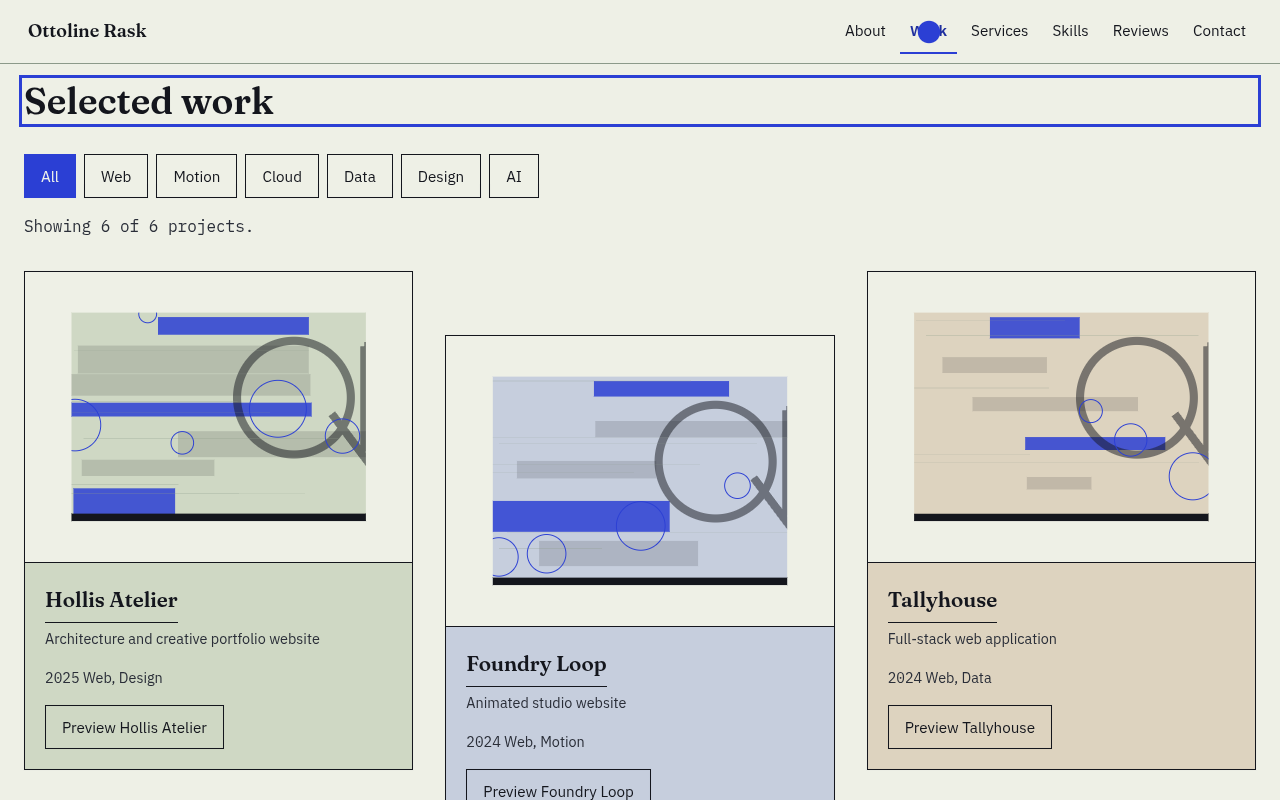 Ottoline Rask
About Work Services Skills Reviews Contact
Selected work
All Web Motion Cloud Data Design AI
Showing 6 of 6 projects.
Hollis Atelier
Architecture and creative portfolio website
2025 Web, Design
Preview Hollis Atelier
Foundry Loop
Animated studio website
2024 Web, Motion
Preview Foundry Loop
Tallyhouse
Full-stack web application
2024 Web, Data
Preview Tallyhouse